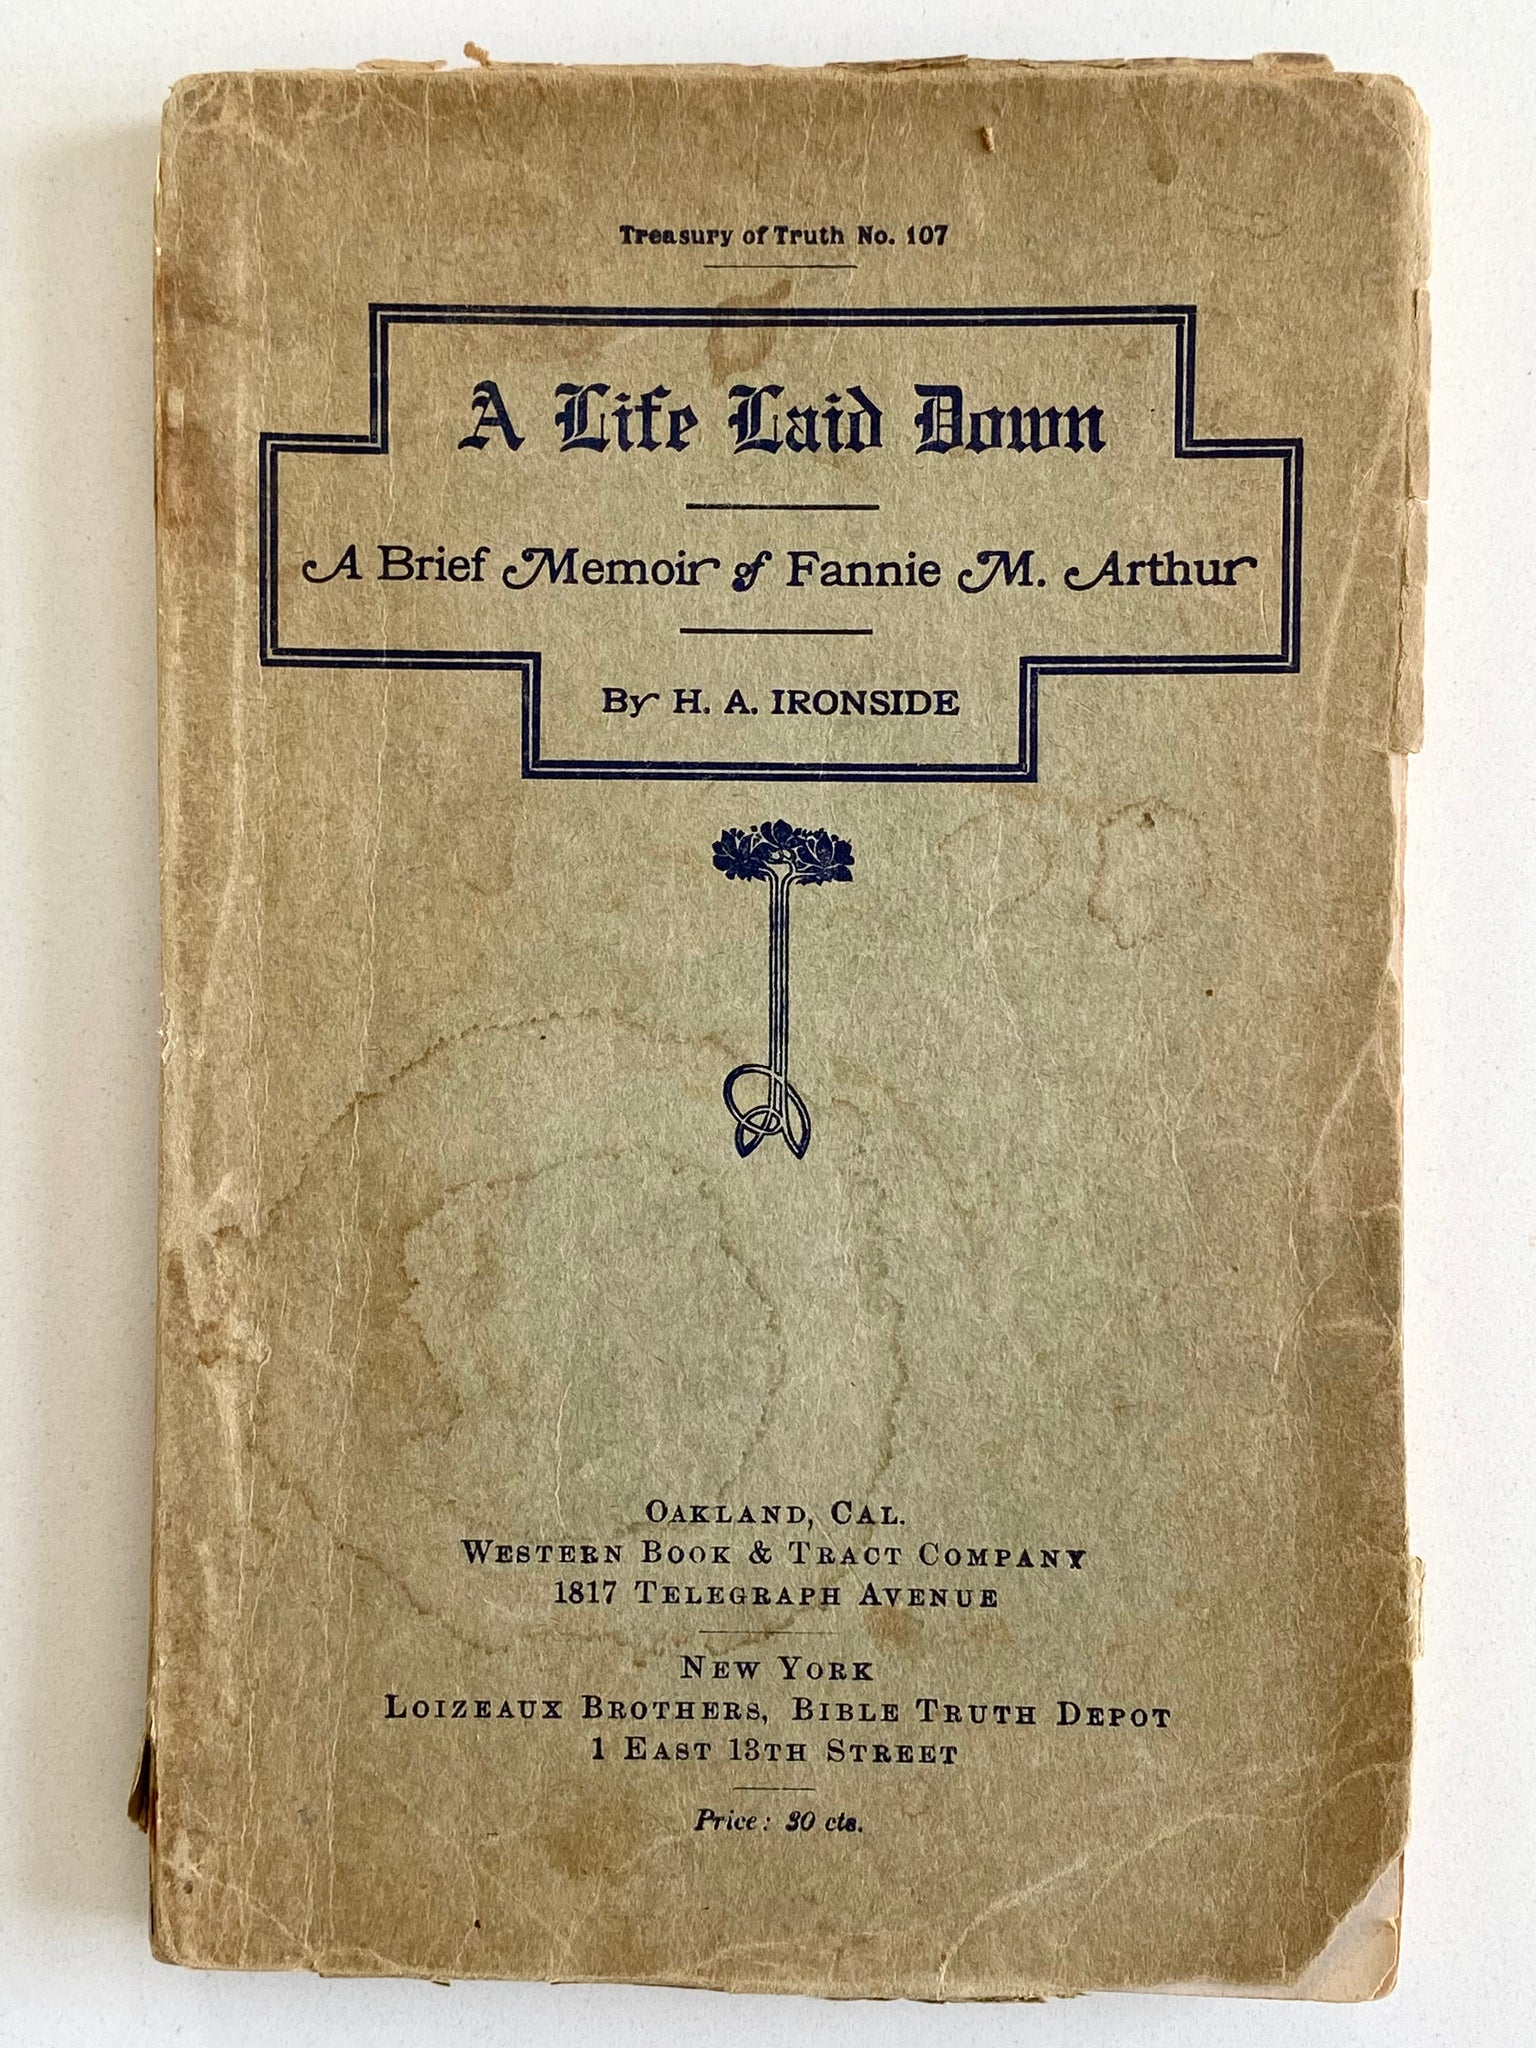 Treasury of Truth No. 107
A Life Laid Down
A Brief Memoir of Fannie M. Arthur
By H. A. IRONSIDE
OAKLAND, CAL.
WESTERN BOOK & TRACT COMPANY
1817 TELEGRAPH AVENUE
NEW YORK
LOIZEAUX BROTHERS, BIBLE TRUTH DEPOT
1 EAST 13TH STREET
Price: 30 cts.